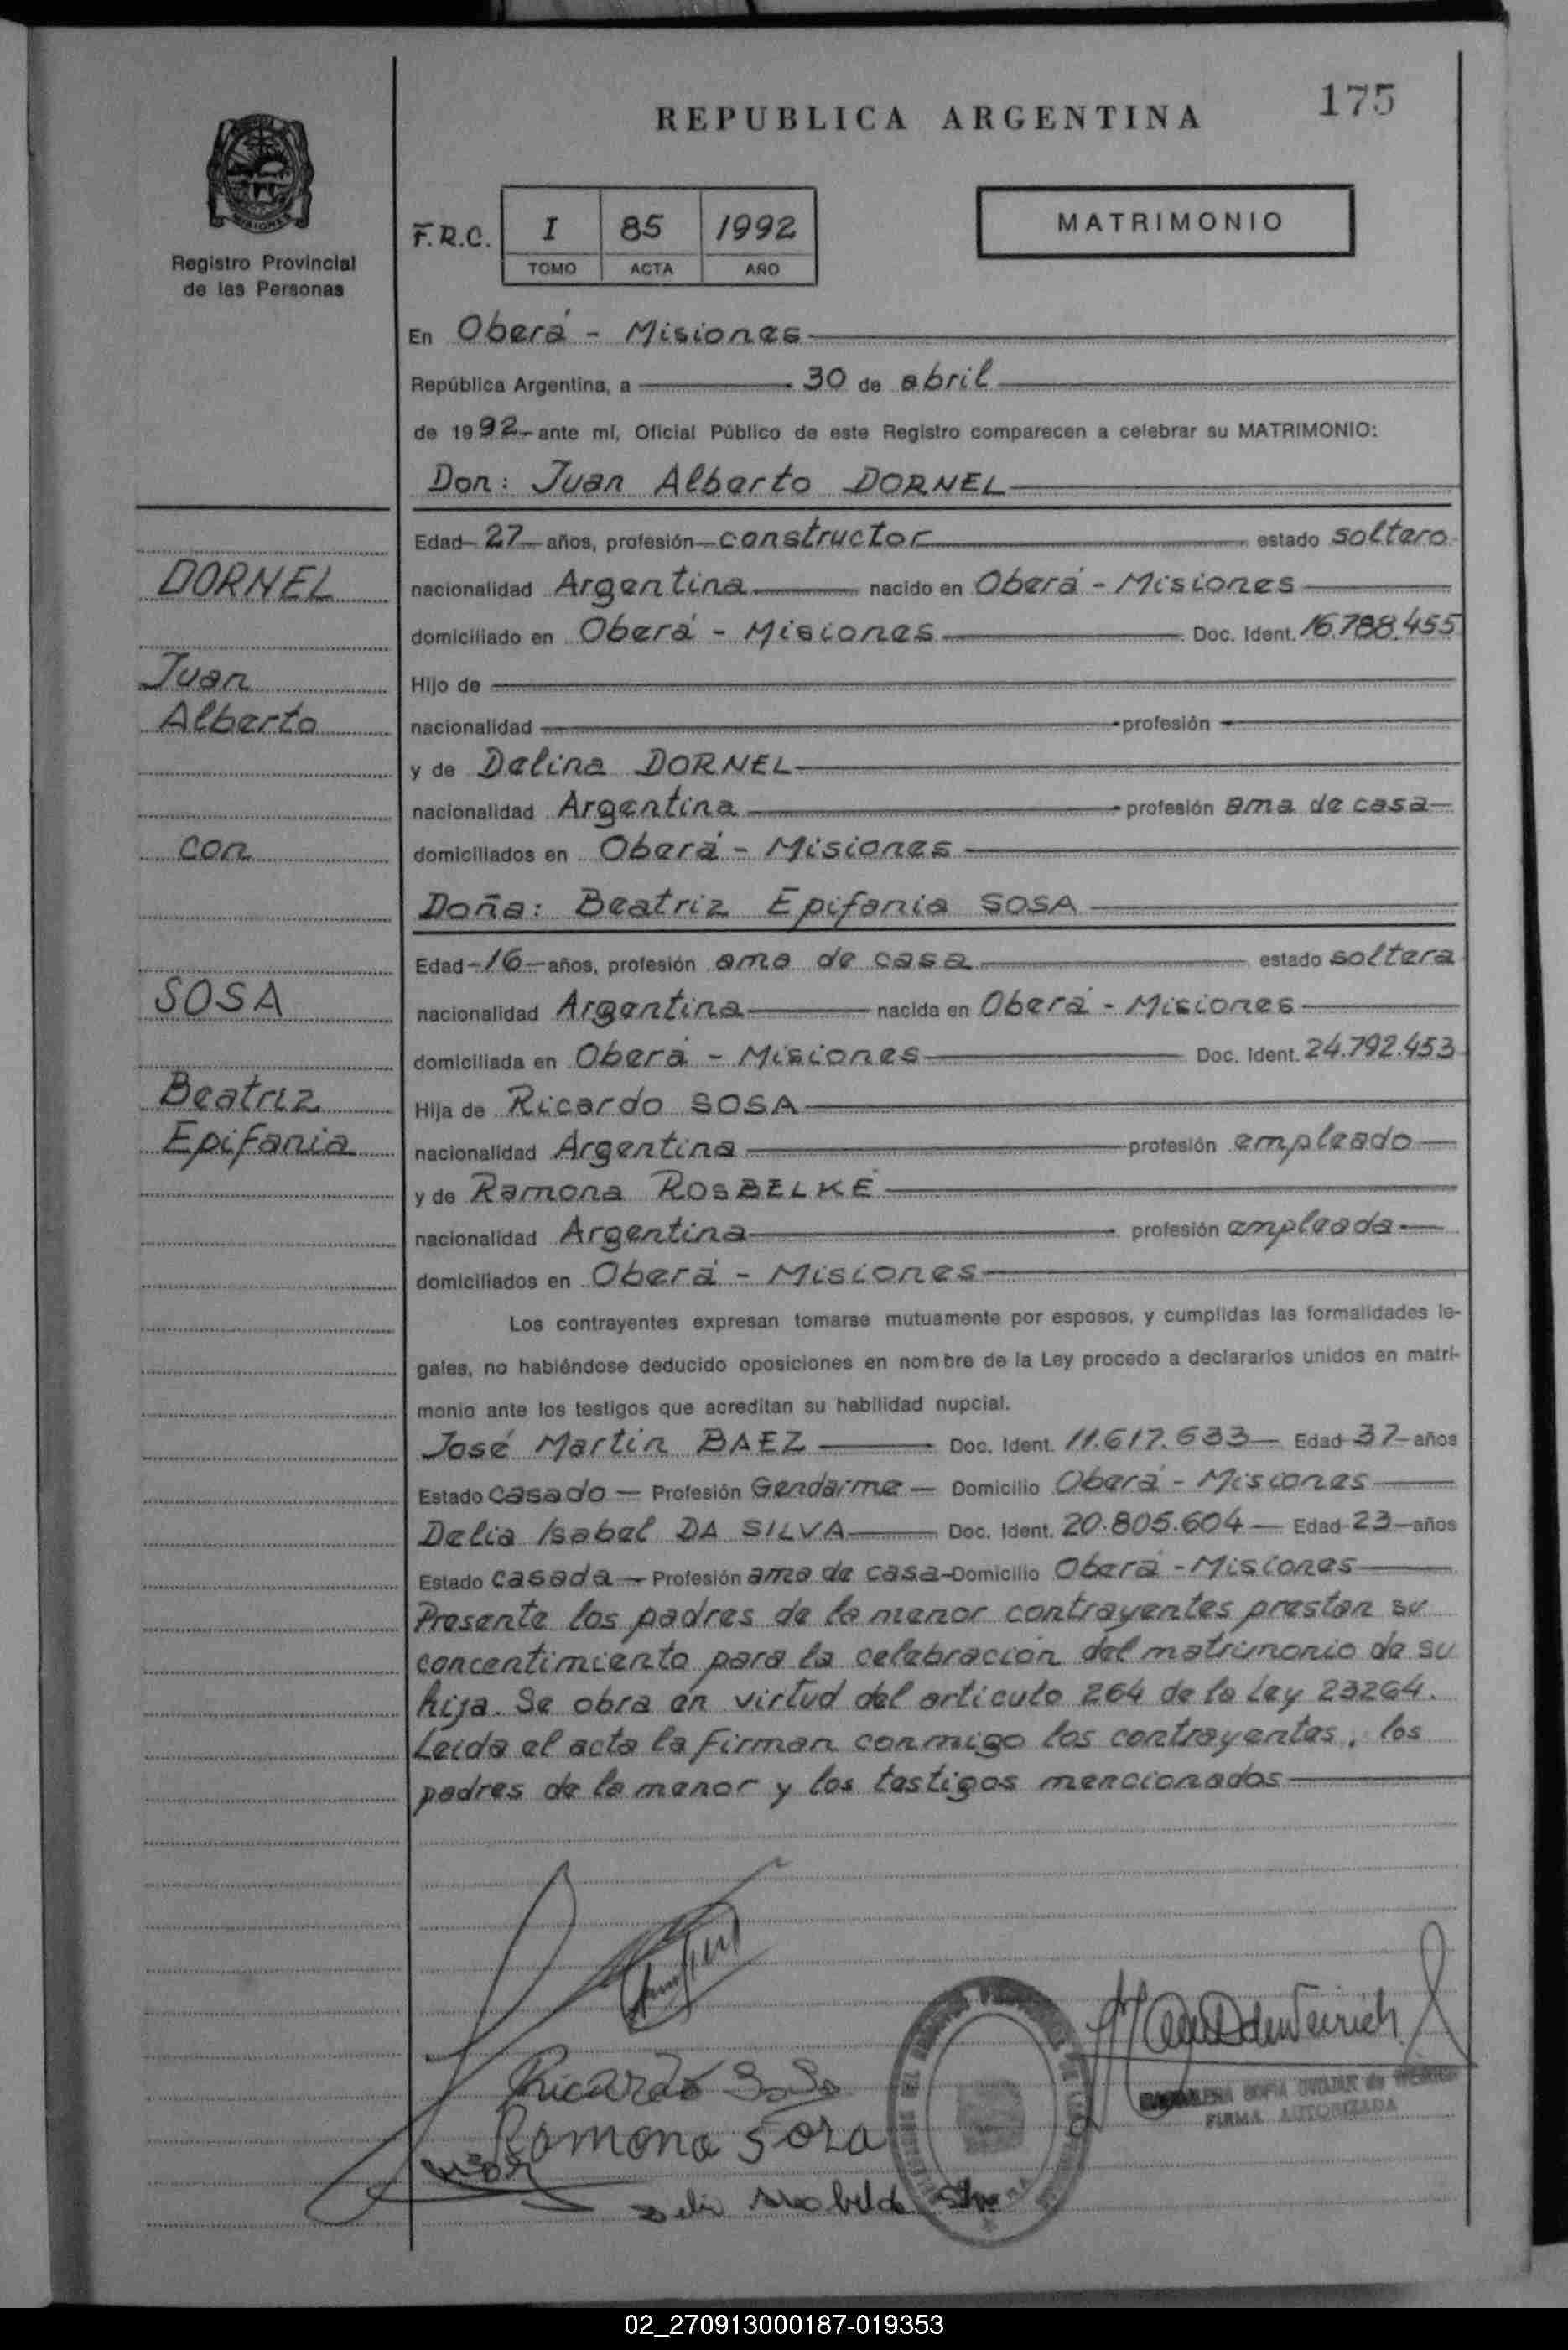 175
REPUBLICA ARGENTINA
MISIONES
Registro Provincial
de las Personas
F.R.C. I 85 1992
TOMO ACTA AÑO
MATRIMONIO
En Oberá - Misiones
República Argentina, a 30 de abril
de 1992 ante mí, Oficial Público de este Registro comparecen a celebrar su MATRIMONIO:
Don: Juan Alberto DORNEL
Edad 27 años, profesión constructor estado soltero
DORNEL
nacionalidad Argentina nacido en Oberá - Misiones
domiciliado en Oberá - Misiones Doc. Ident. 16.788.455
Juan
Hijo de
Alberto
nacionalidad profesión
y de Delina DORNEL
nacionalidad Argentina profesión ama de casa
con
domiciliados en Oberá - Misiones
Doña: Beatriz Epifania SOSA
Edad 16 años, profesión ama de casa estado soltera
SOSA
nacionalidad Argentina nacida en Oberá - Misiones
domiciliada en Oberá - Misiones Doc. Ident. 24.792.453
Beatriz
Hija de Ricardo SOSA
Epifania
nacionalidad Argentina profesión empleado
y de Ramona ROSBELKE
nacionalidad Argentina profesión empleada
domiciliados en Oberá - Misiones
Los contrayentes expresan tomarse mutuamente por esposos, y cumplidas las formalidades le-
gales, no habiéndose deducido oposiciones en nombre de la Ley procedo a declararlos unidos en matri-
monio ante los testigos que acreditan su habilidad nupcial.
José Martin BAEZ Doc. Ident. 11.617.633 Edad 37 años
Estado casado Profesión Gendarme Domicilio Oberá - Misiones
Delia Isabel DA SILVA Doc. Ident. 20.805.604 Edad 23 años
Estado casada Profesión ama de casa Domicilio Oberá - Misiones
Presente los padres de la menor contrayentes prestan su
concentimiento para la celebración del matrimonio de su
hija. Se obra en virtud del articulo 264 de la Ley 23264.
Leida el acta la firman conmigo los contrayentes, los
padres de la menor y los testigos mencionados
Ricardo Sosa
Ramona Sosa
FIRMA AUTORIZADA
02_270913000187-019353